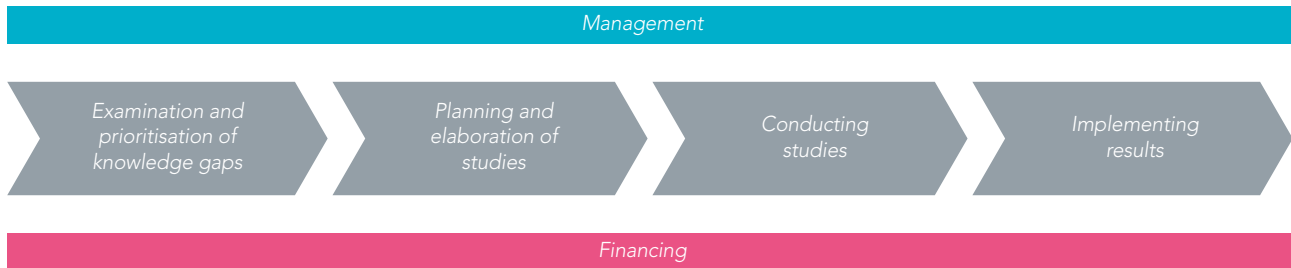 Management
Examination and
prioritisation of
knowledge gaps
Planning and
elaboration of
studies
Conducting
studies
Implementing
results
Financing